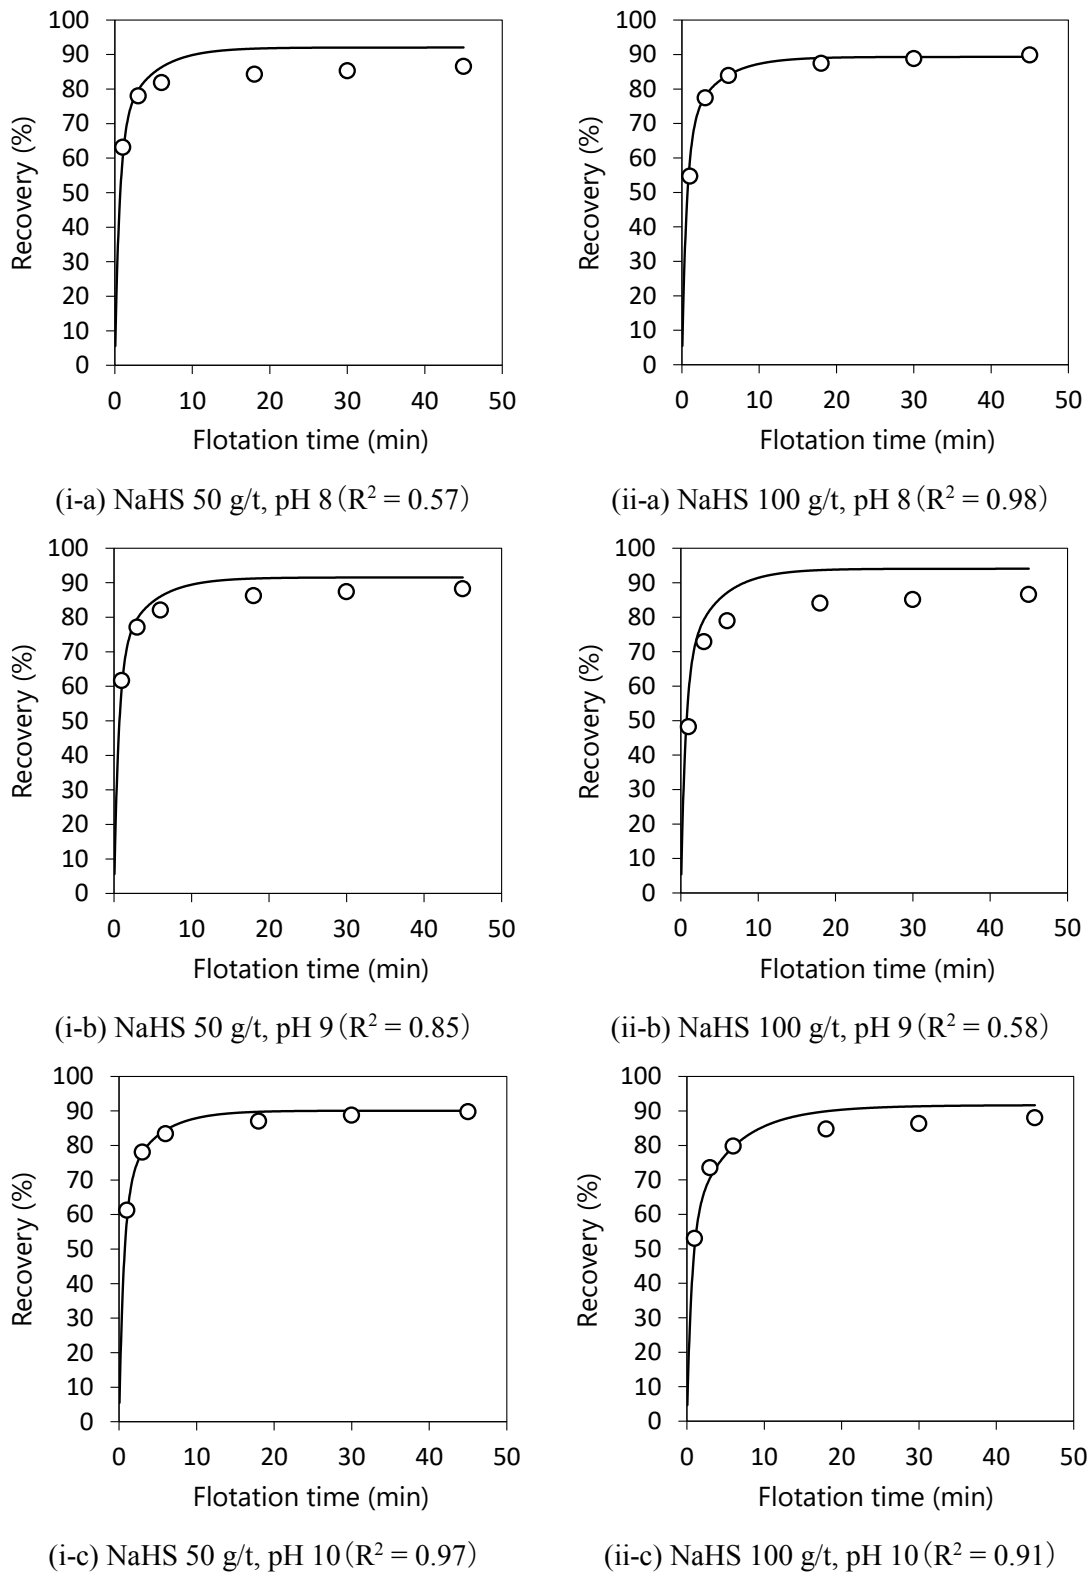 100
90
80
70
60
50
40
30
20
10
0
Recovery (%)
0 10 20 30 40 50
Flotation time (min)
(i-a) NaHS 50 g/t, pH 8 (R² = 0.57)
100
90
80
70
60
50
40
30
20
10
0
Recovery (%)
0 10 20 30 40 50
Flotation time (min)
(ii-a) NaHS 100 g/t, pH 8 (R² = 0.98)
100
90
80
70
60
50
40
30
20
10
0
Recovery (%)
0 10 20 30 40 50
Flotation time (min)
(i-b) NaHS 50 g/t, pH 9 (R² = 0.85)
100
90
80
70
60
50
40
30
20
10
0
Recovery (%)
0 10 20 30 40 50
Flotation time (min)
(ii-b) NaHS 100 g/t, pH 9 (R² = 0.58)
100
90
80
70
60
50
40
30
20
10
0
Recovery (%)
0 10 20 30 40 50
Flotation time (min)
(i-c) NaHS 50 g/t, pH 10 (R² = 0.97)
100
90
80
70
60
50
40
30
20
10
0
Recovery (%)
0 10 20 30 40 50
Flotation time (min)
(ii-c) NaHS 100 g/t, pH 10 (R² = 0.91)